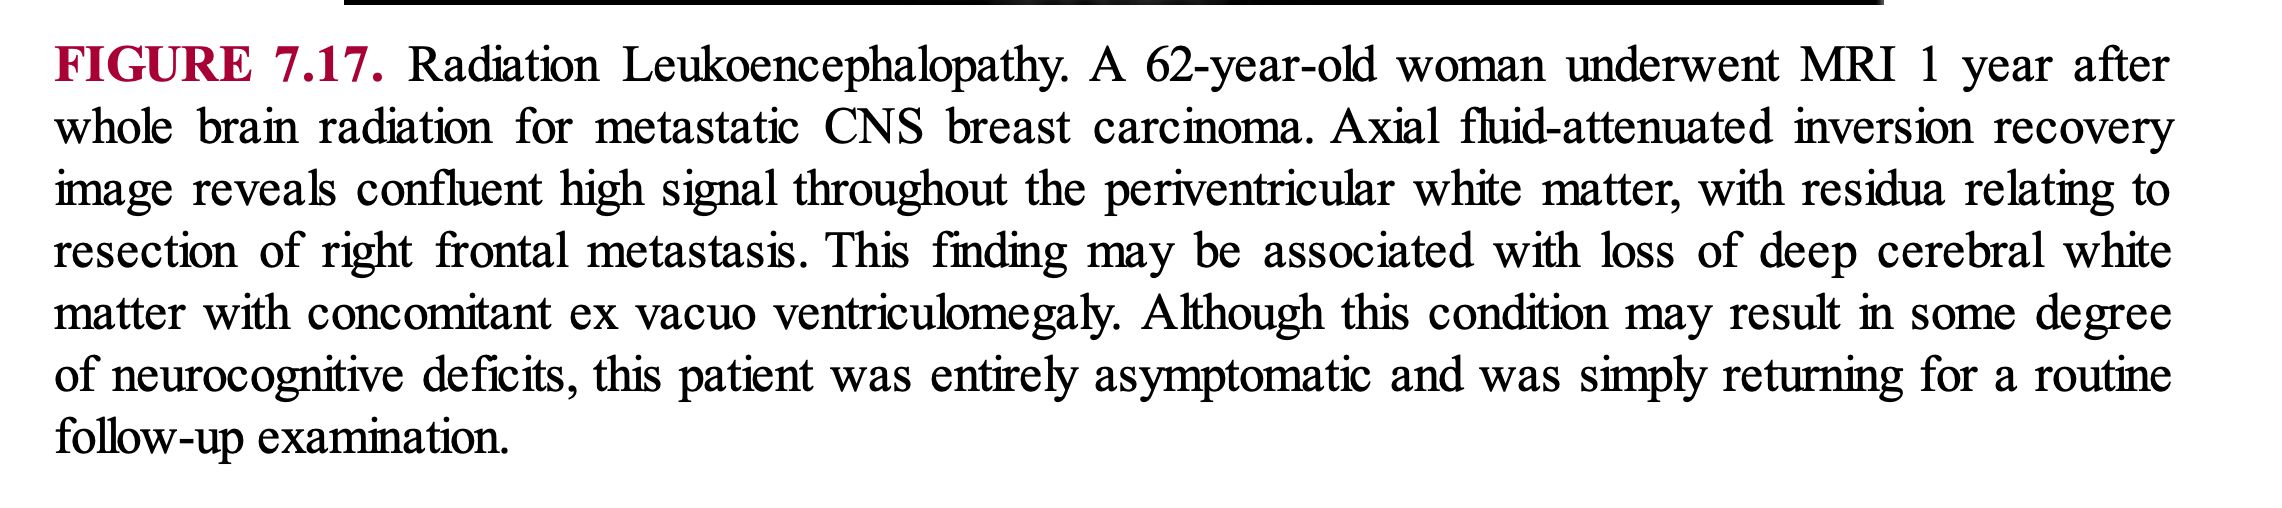 FIGURE 7.17. Radiation Leukoencephalopathy. A 62-year-old woman underwent MRI 1 year after
whole brain radiation for metastatic CNS breast carcinoma. Axial fluid-attenuated inversion recovery
image reveals confluent high signal throughout the periventricular white matter, with residua relating to
resection of right frontal metastasis. This finding may be associated with loss of deep cerebral white
matter with concomitant ex vacuo ventriculomegaly. Although this condition may result in some degree
of neurocognitive deficits, this patient was entirely asymptomatic and was simply returning for a routine
follow-up examination.